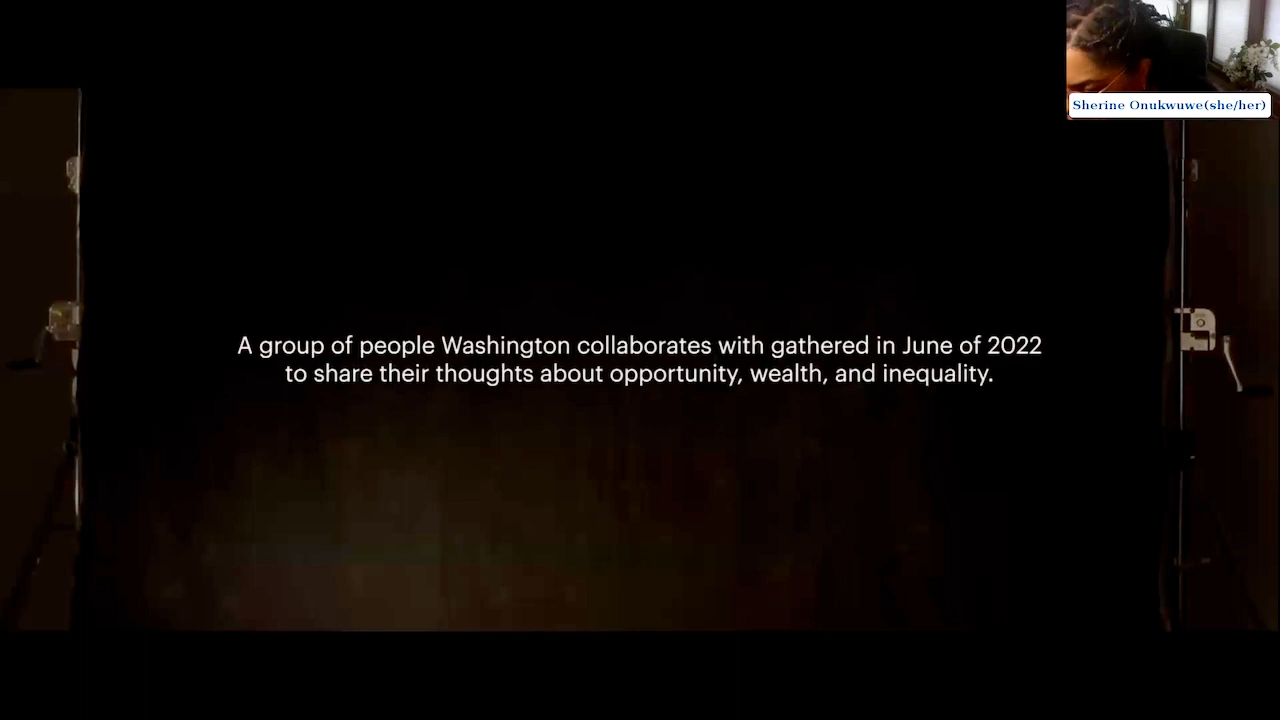 Sherine Onukwuwe(she/her)
A group of people Washington collaborates with gathered in June of 2022
to share their thoughts about opportunity, wealth, and inequality.